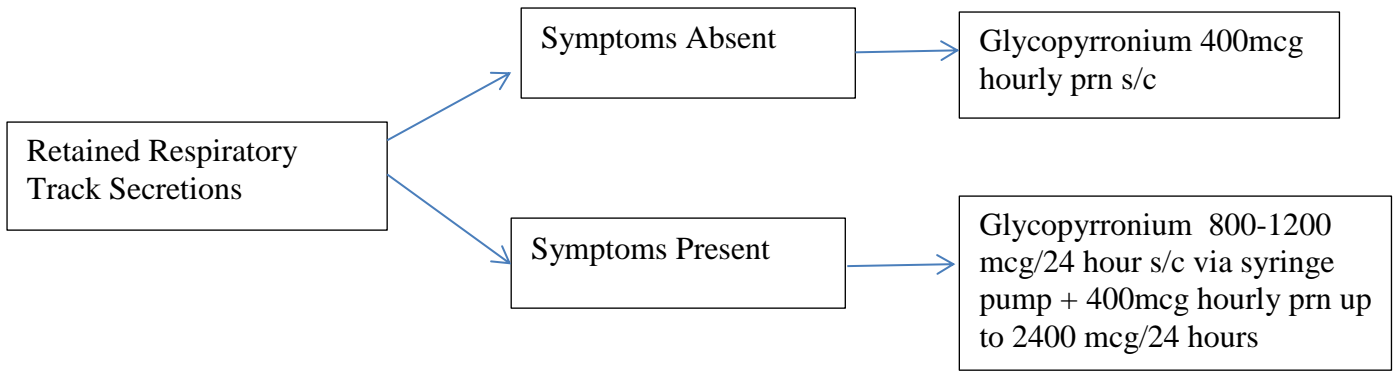 Symptoms Absent
Glycopyrronium 400mcg
hourly prn s/c
Retained Respiratory
Track Secretions
Symptoms Present
Glycopyrronium  800-1200
mcg/24 hour s/c via syringe
pump + 400mcg hourly prn up
to 2400 mcg/24 hours